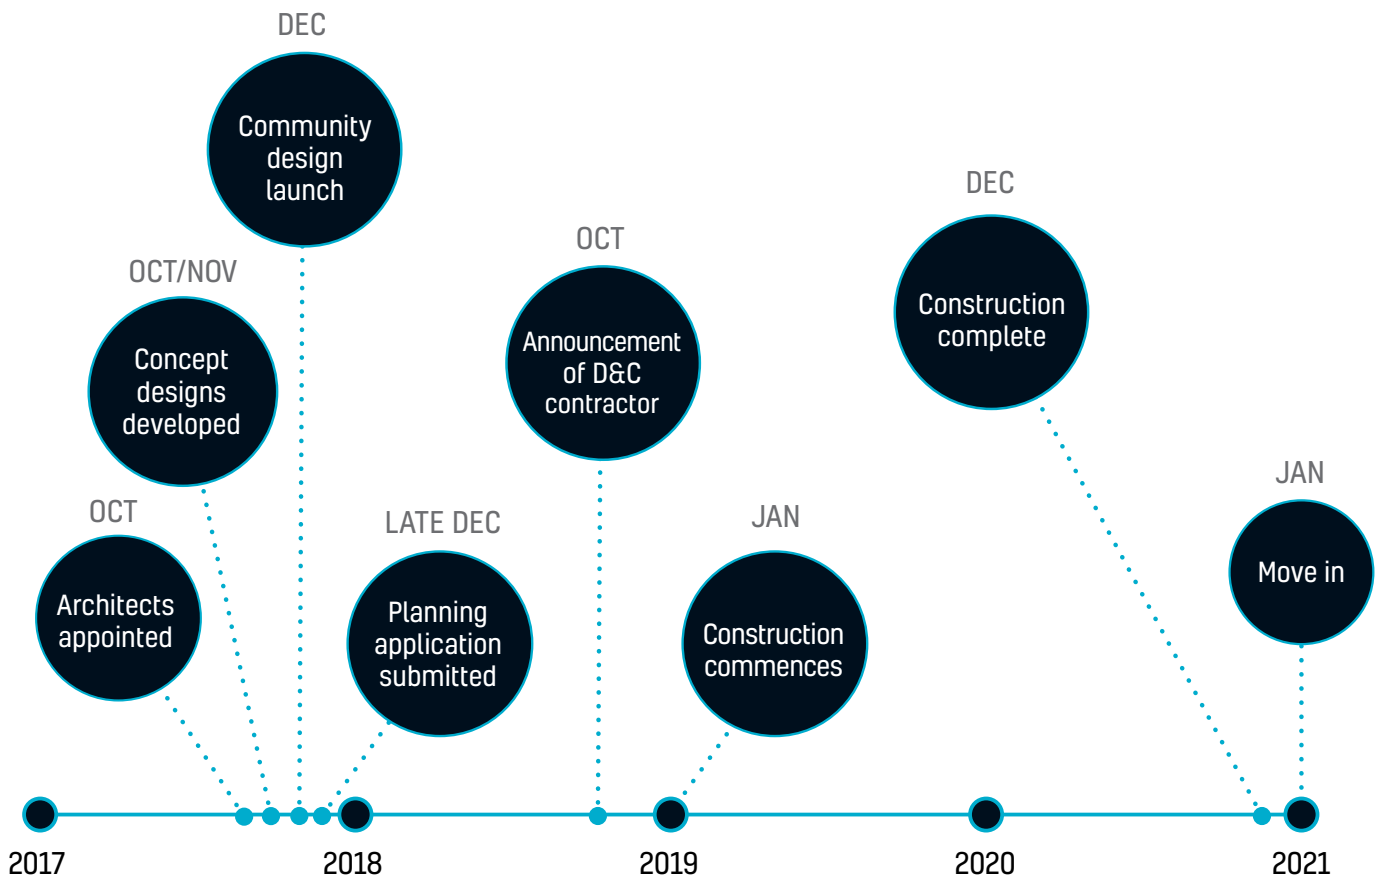 DEC
Community
design
launch
OCT/NOV
Concept
designs
developed
OCT
Architects
appointed
LATE DEC
Planning
application
submitted
OCT
Announcement
of D&C
contractor
JAN
Construction
commences
DEC
Construction
complete
JAN
Move in
2017
2018
2019
2020
2021